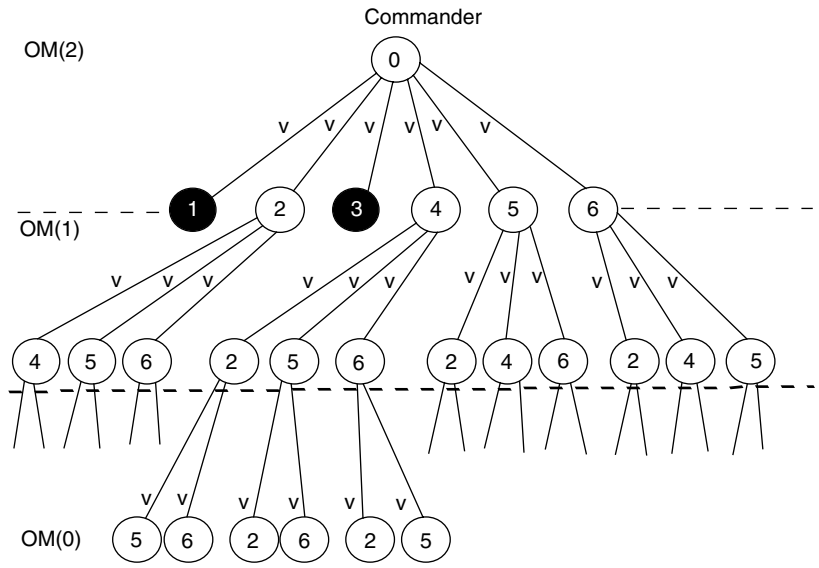 Commander
OM(2)
0
v v v v v v
1 2 3 4 5 6
OM(1)
v v v v v v v v v v v v
4 5 6 2 5 6 2 4 6 2 4 5
v v v v v v
OM(0) 5 6 2 6 2 5